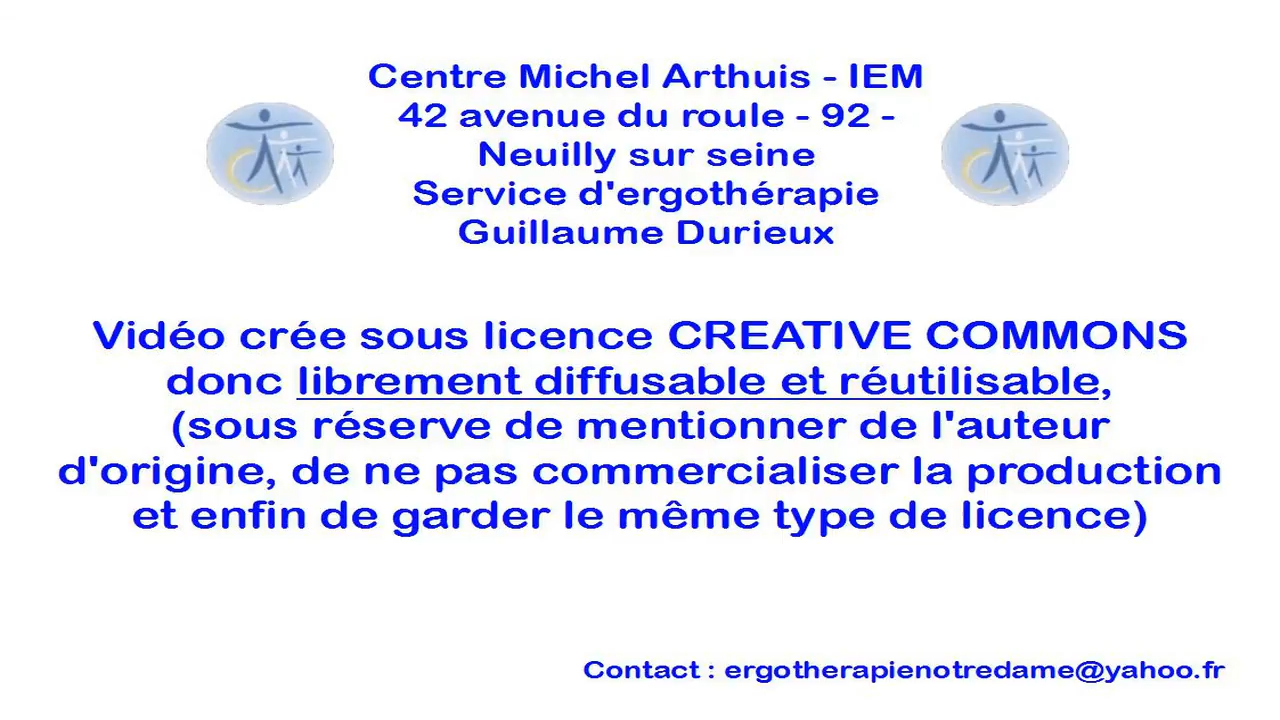 Centre Michel Arthuis - IEM
42 avenue du roule - 92 -
Neuilly sur seine
Service d'ergothérapie
Guillaume Durieux
Vidéo crée sous licence CREATIVE COMMONS
donc librement diffusable et réutilisable,
(sous réserve de mentionner de l'auteur
d'origine, de ne pas commercialiser la production
et enfin de garder le même type de licence)
Contact : ergotherapienotredame@yahoo.fr